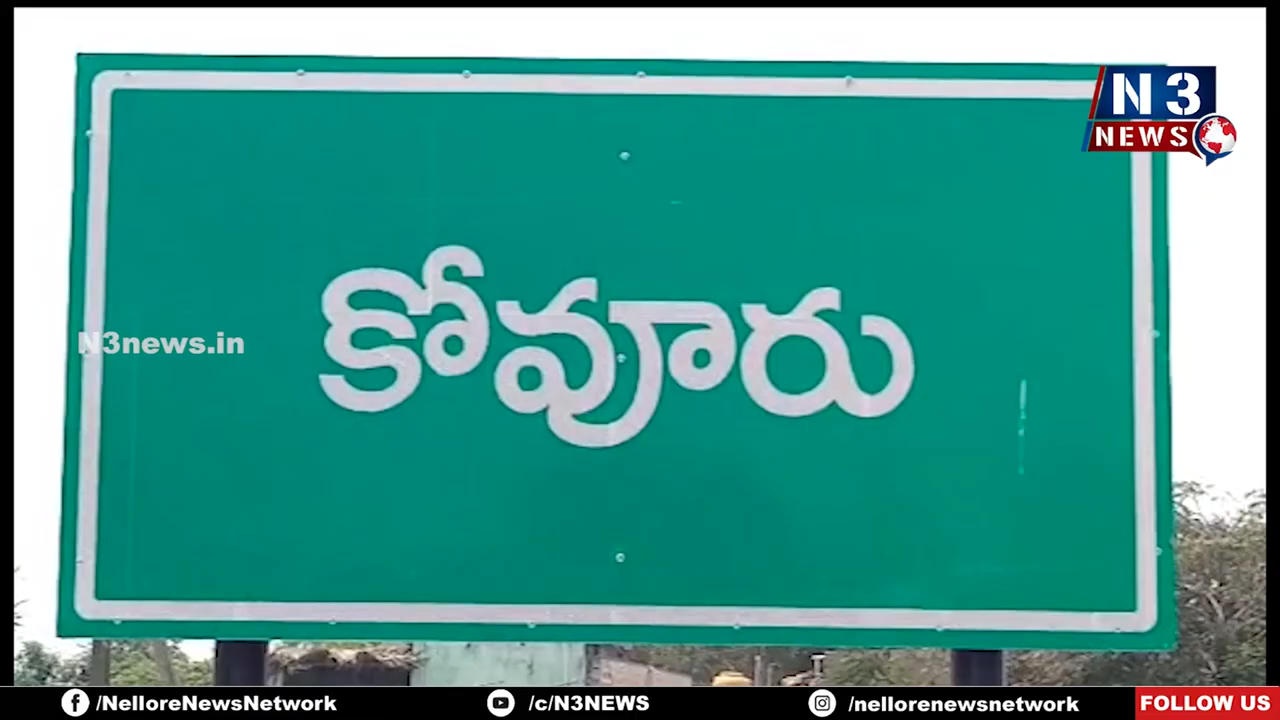 N 3
NEWS
కోవూరు
N3news.in
/NelloreNewsNetwork
/c/N3NEWS
/nellorenewsnetwork
FOLLOW US